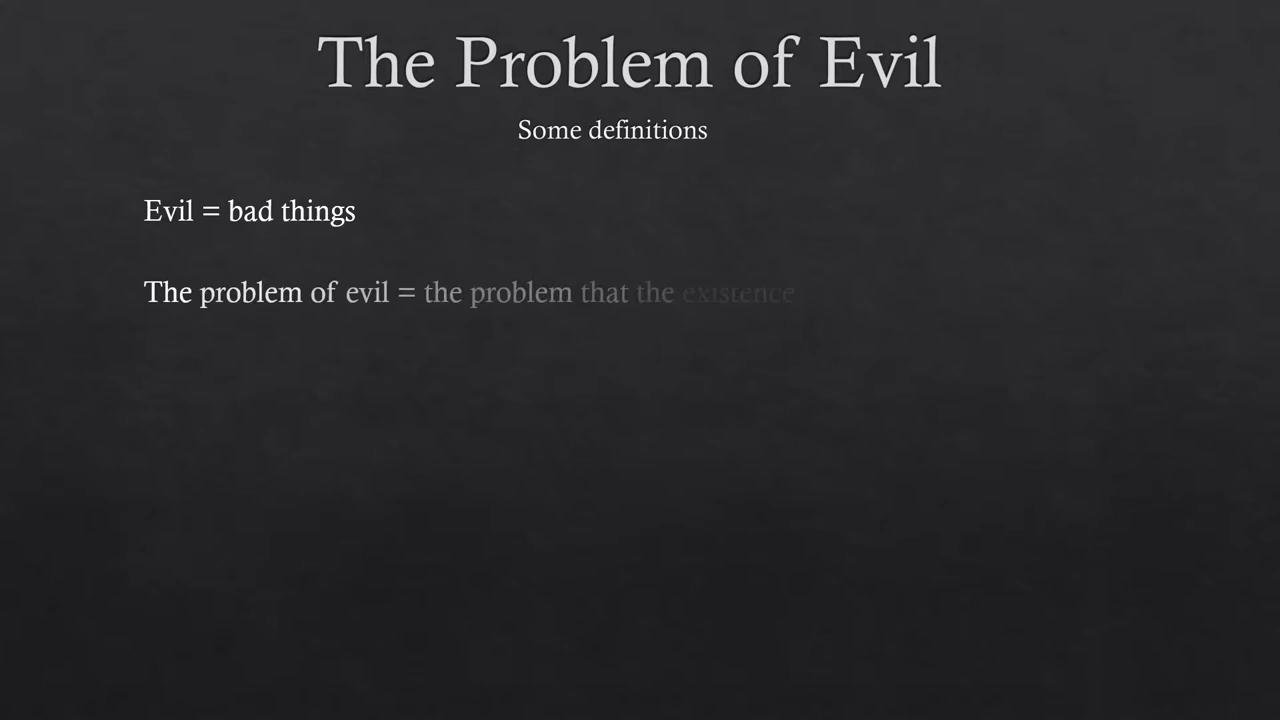 The Problem of Evil
Some definitions
Evil = bad things
The problem of evil = the problem that the existence